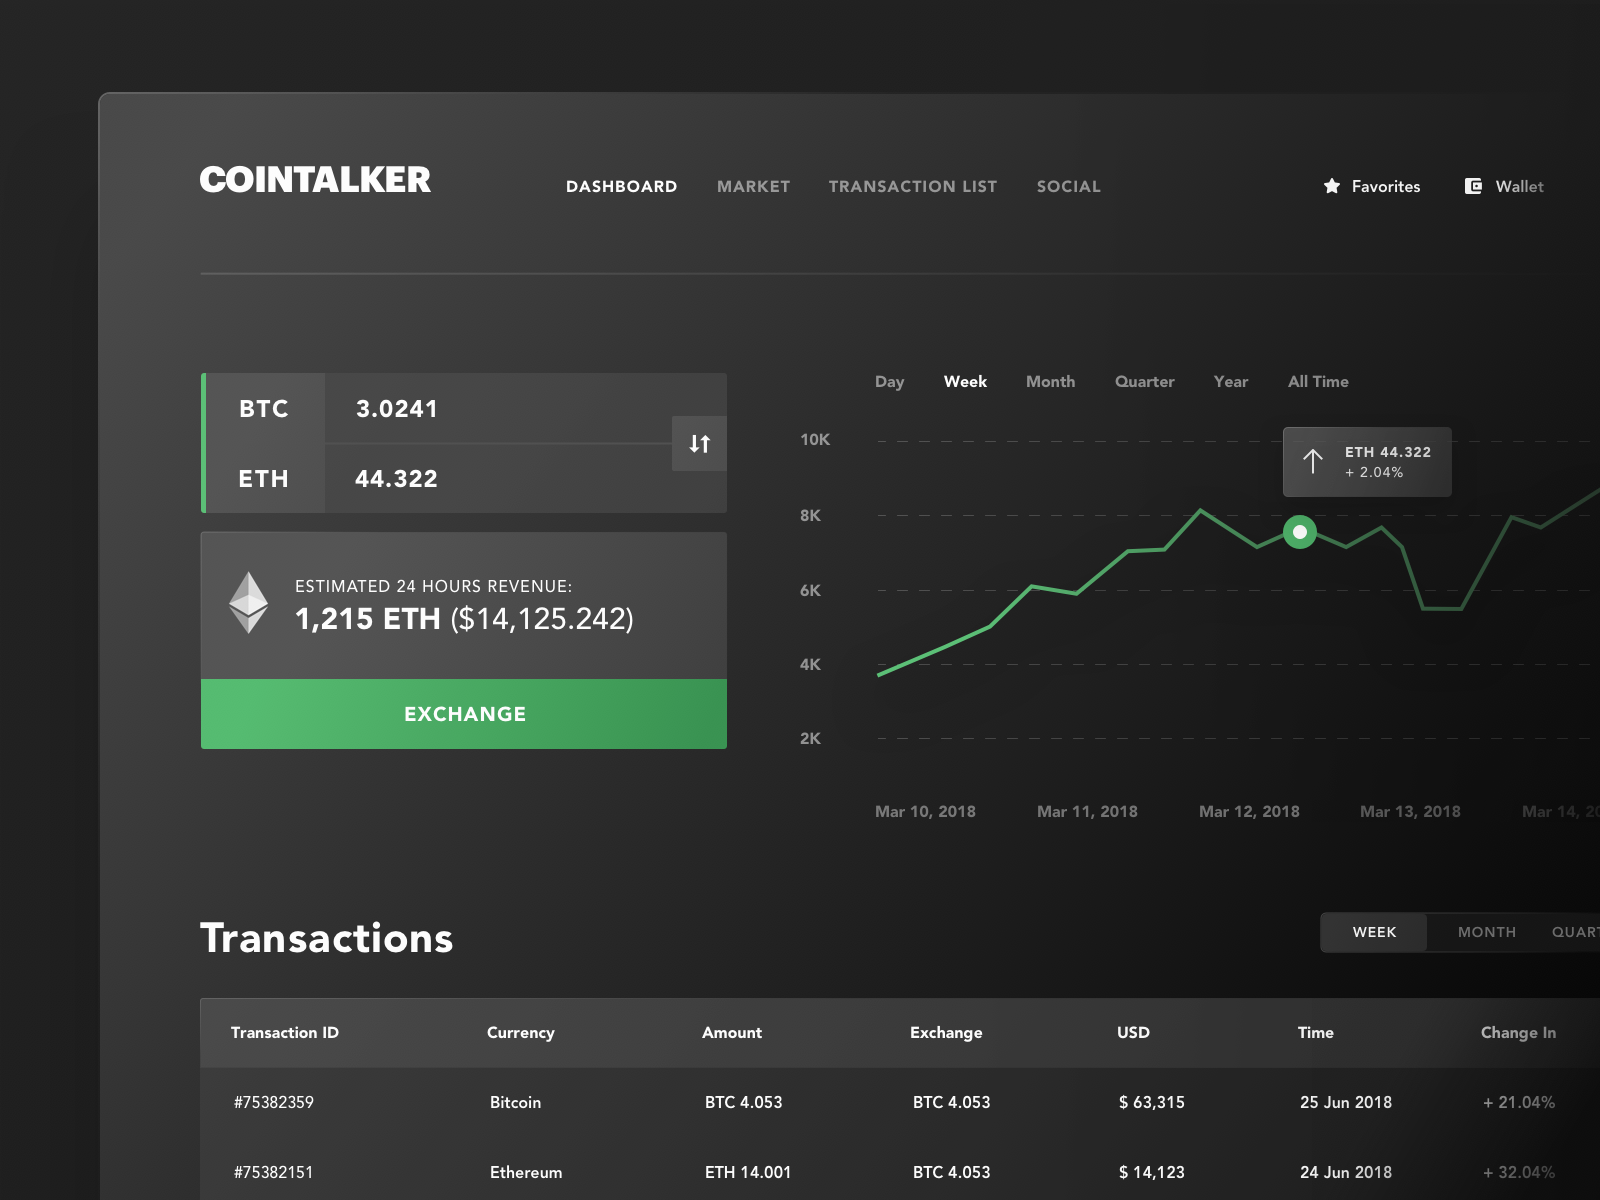 COINTALKER
DASHBOARD MARKET TRANSACTION LIST SOCIAL
Favorites Wallet
BTC 3.0241
ETH 44.322
ESTIMATED 24 HOURS REVENUE:
1,215 ETH ($14,125.242)
EXCHANGE
Day Week Month Quarter Year All Time
10K
8K
6K
4K
2K
ETH 44.322
+ 2.04%
Mar 10, 2018 Mar 11, 2018 Mar 12, 2018 Mar 13, 2018 Mar 14, 20
Transactions
WEEK MONTH QUART
Transaction ID Currency Amount Exchange USD Time Change In
#75382359 Bitcoin BTC 4.053 BTC 4.053 $ 63,315 25 Jun 2018 + 21.04%
#75382151 Ethereum ETH 14.001 BTC 4.053 $ 14,123 24 Jun 2018 + 32.04%